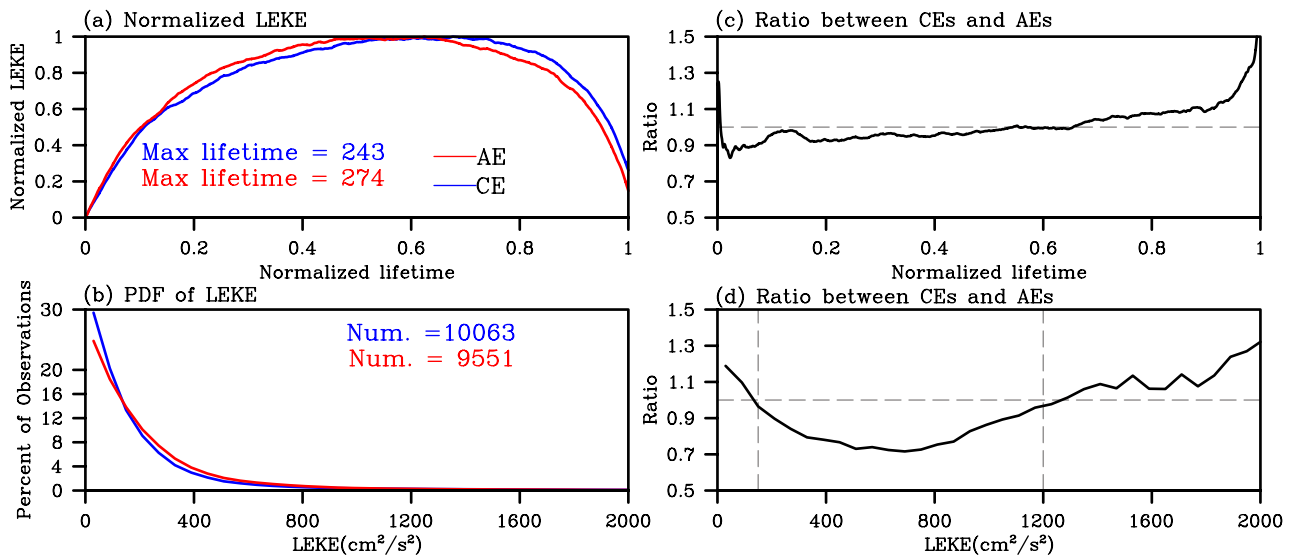 (a) Normalized LEKE
Normalized LEKE
1
0.8
0.6
0.4
0.2
0
Max lifetime = 243
Max lifetime = 274
AE
CE
0 0.2 0.4 0.6 0.8 1
Normalized lifetime
(c) Ratio between CEs and AEs
Ratio
1.5
1.3
1.1
0.9
0.7
0.5
0 0.2 0.4 0.6 0.8 1
Normalized lifetime
(b) PDF of LEKE
Percent of Observations
30
20
16
12
8
4
0
Num. =10063
Num. = 9551
0 400 800 1200 1600 2000
LEKE(cm²/s²)
(d) Ratio between CEs and AEs
Ratio
1.5
1.3
1.1
0.9
0.7
0.5
0 400 800 1200 1600 2000
LEKE(cm²/s²)